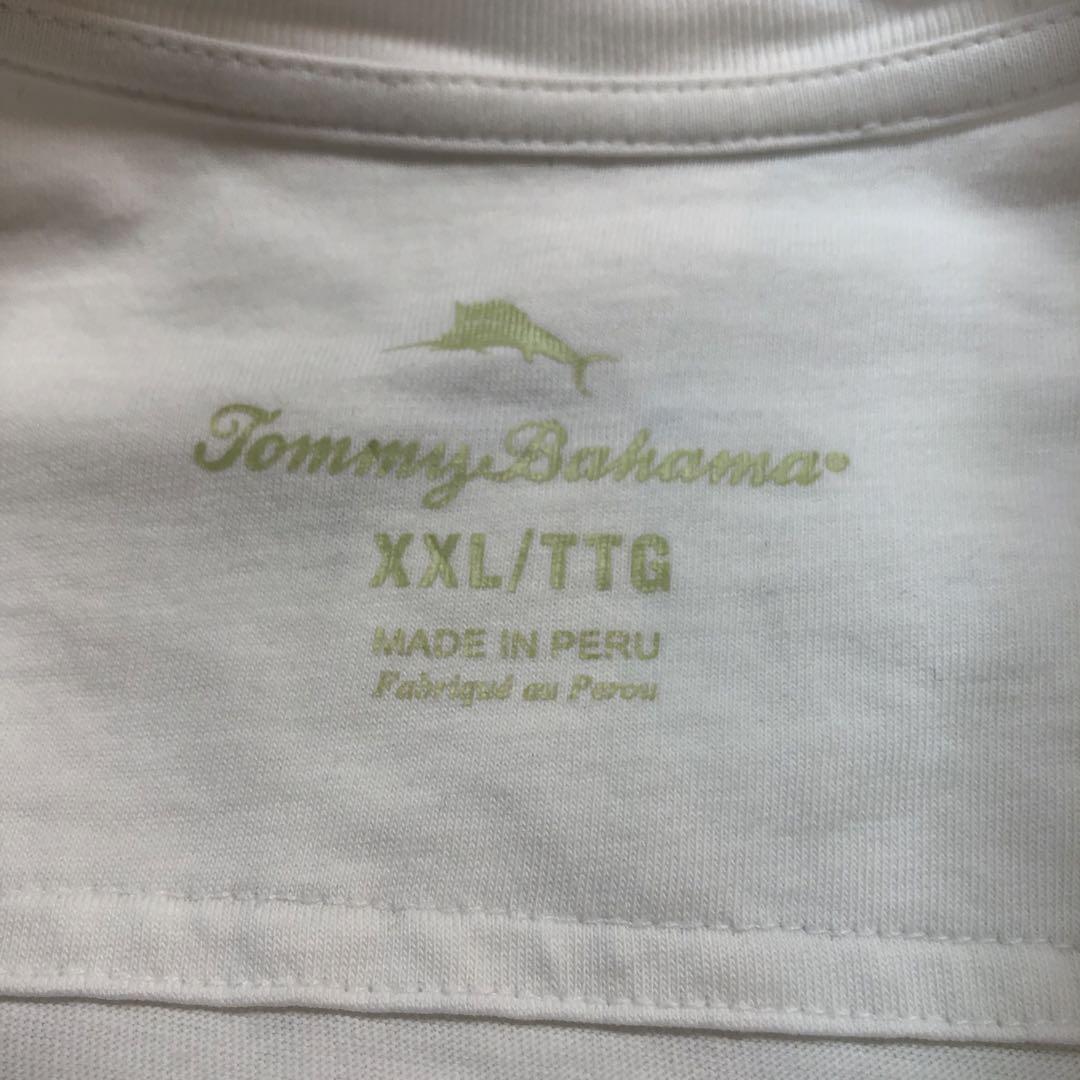 Tommy Bahama®
XXL/TTG
MADE IN PERU
Fabriqué au Perou